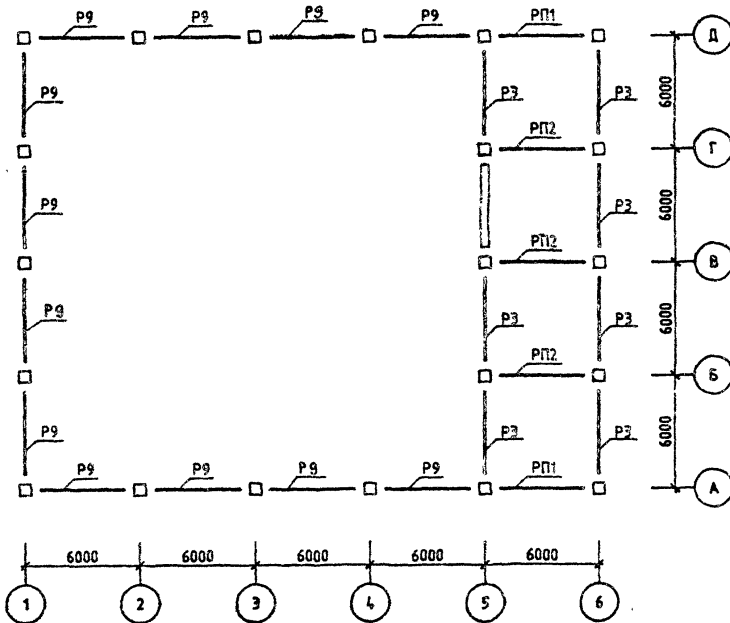 Р9 Р9 Р9 Р9 РП1 Д
Р9 Р3 Р3 6000
РП2 Г
Р9 Р3 6000
РП2 В
Р9 Р3 Р3 6000
РП2 Б
Р9 Р3 Р3 6000
Р9 Р9 Р9 Р9 РП1 А
6000 6000 6000 6000 6000
1 2 3 4 5 6